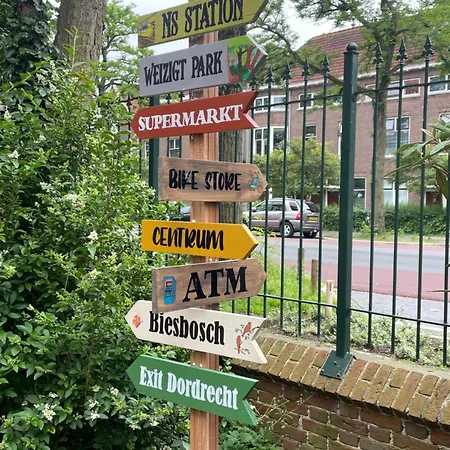 NS STATION
WEIZIGT PARK
SUPERMARKT
BIKE STORE
CENTRUM
ATM
Biesbosch
Exit Dordrecht